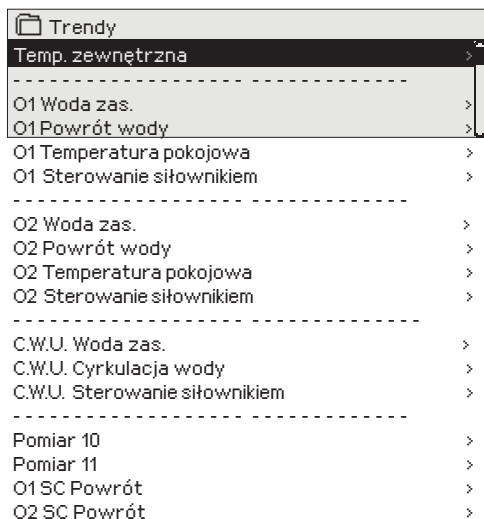 Trendy
Temp. zewnętrzna >
- - - - - - - - - - - - - - - - - - - - - - - - - - - - - - - -
O1 Woda zas. >
O1 Powrót wody >
O1 Temperatura pokojowa >
O1 Sterowanie siłownikiem >
- - - - - - - - - - - - - - - - - - - - - - - - - - - - - - - -
O2 Woda zas. >
O2 Powrót wody >
O2 Temperatura pokojowa >
O2 Sterowanie siłownikiem >
- - - - - - - - - - - - - - - - - - - - - - - - - - - - - - - - -
C.W.U. Woda zas. >
C.W.U. Cyrkulacja wody >
C.W.U. Sterowanie siłownikiem >
- - - - - - - - - - - - - - - - - - - - - - - - - - - - - - - -
Pomiar 10 >
Pomiar 11 >
O1 SC Powrót >
O2 SC Powrót >